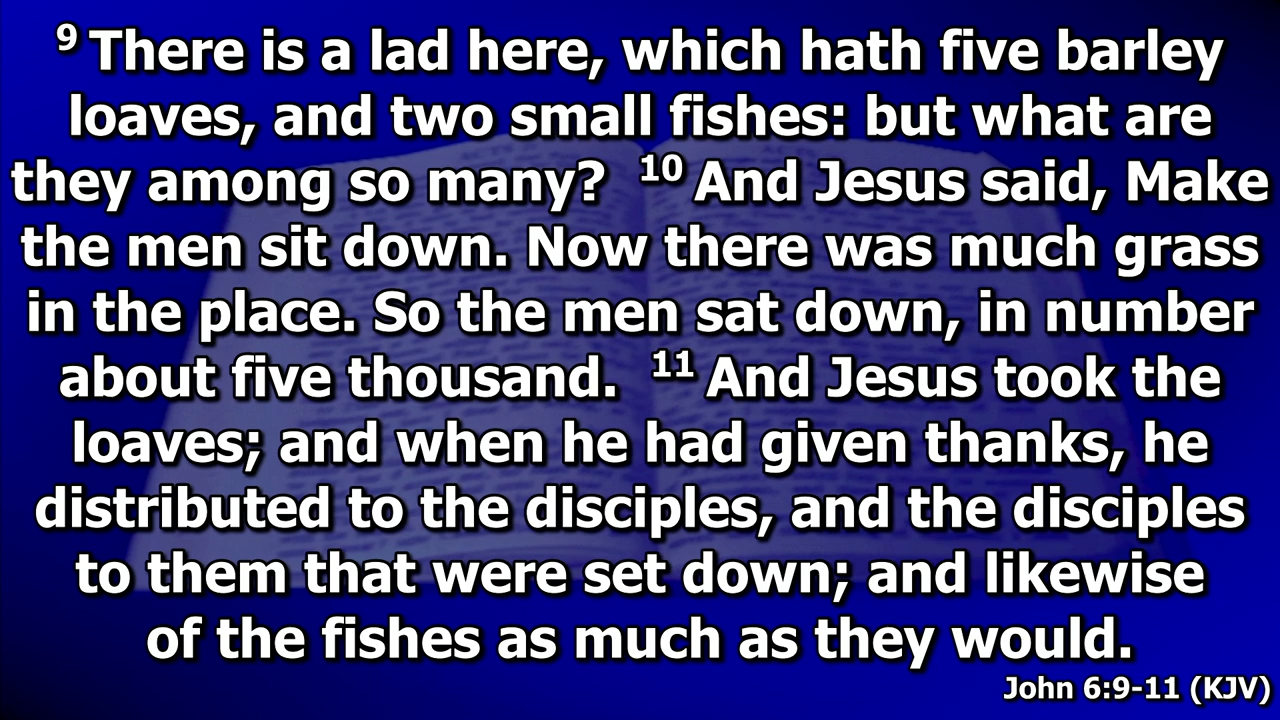 9 There is a lad here, which hath five barley
loaves, and two small fishes: but what are
they among so many? 10 And Jesus said, Make
the men sit down. Now there was much grass
in the place. So the men sat down, in number
about five thousand. 11 And Jesus took the
loaves; and when he had given thanks, he
distributed to the disciples, and the disciples
to them that were set down; and likewise
of the fishes as much as they would.
John 6:9-11 (KJV)